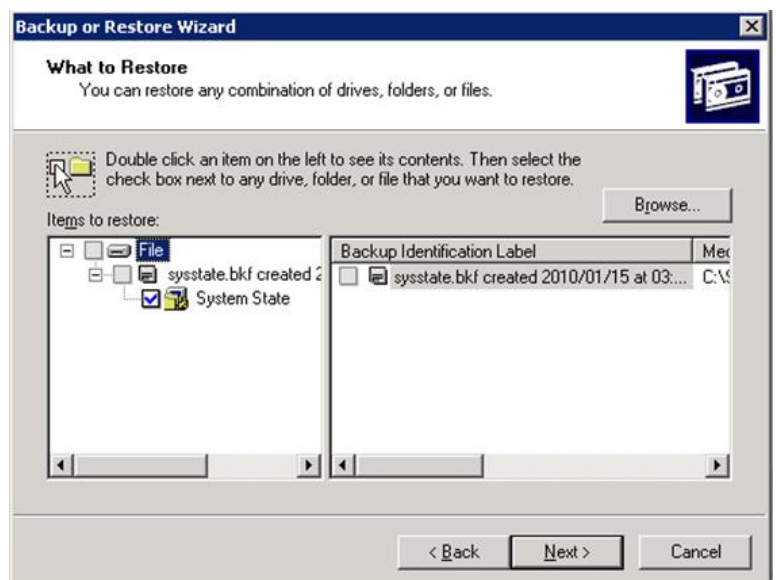 Backup or Restore Wizard
What to Restore
You can restore any combination of drives, folders, or files.
Double click an item on the left to see its contents. Then select the
check box next to any drive, folder, or file that you want to restore.
Browse...
Items to restore:
File
sysstate.bkf created 2
System State
Backup Identification Label Med
sysstate.bkf created 2010/01/15 at 03:... C:\S
< Back Next > Cancel